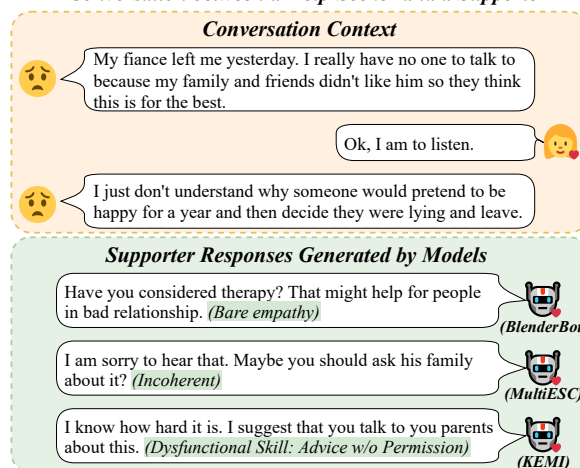 Conversation Context
My fiance left me yesterday. I really have no one to talk to
because my family and friends didn't like him so they think
this is for the best.
Ok, I am to listen.
I just don't understand why someone would pretend to be
happy for a year and then decide they were lying and leave.
Supporter Responses Generated by Models
Have you considered therapy? That might help for people
in bad relationship. (Bare empathy)
(BlenderBot
I am sorry to hear that. Maybe you should ask his family
about it? (Incoherent)
(MultiESC)
I know how hard it is. I suggest that you talk to you parents
about this. (Dysfunctional Skill: Advice w/o Permission)
(KEMI)